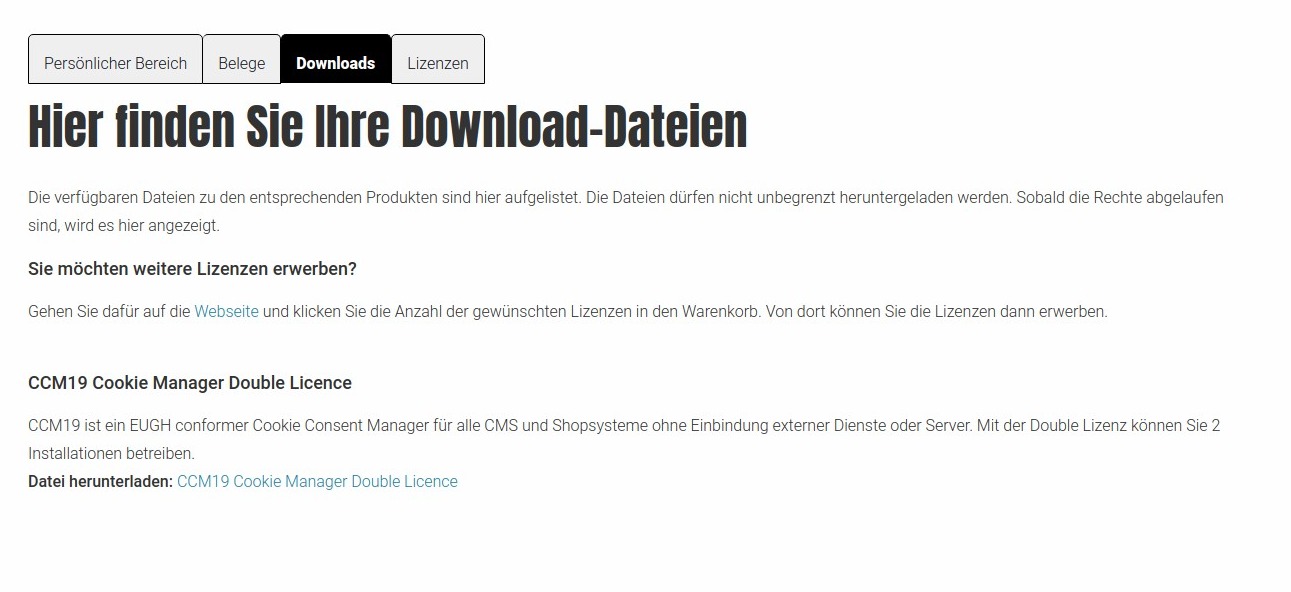 Persönlicher Bereich Belege Downloads Lizenzen
Hier finden Sie Ihre Download-Dateien
Die verfügbaren Dateien zu den entsprechenden Produkten sind hier aufgelistet. Die Dateien dürfen nicht unbegrenzt heruntergeladen werden. Sobald die Rechte abgelaufen
sind, wird es hier angezeigt.
Sie möchten weitere Lizenzen erwerben?
Gehen Sie dafür auf die Webseite und klicken Sie die Anzahl der gewünschten Lizenzen in den Warenkorb. Von dort können Sie die Lizenzen dann erwerben.
CCM19 Cookie Manager Double Licence
CCM19 ist ein EUGH conformer Cookie Consent Manager für alle CMS und Shopsysteme ohne Einbindung externer Dienste oder Server. Mit der Double Lizenz können Sie 2
Installationen betreiben.
Datei herunterladen: CCM19 Cookie Manager Double Licence